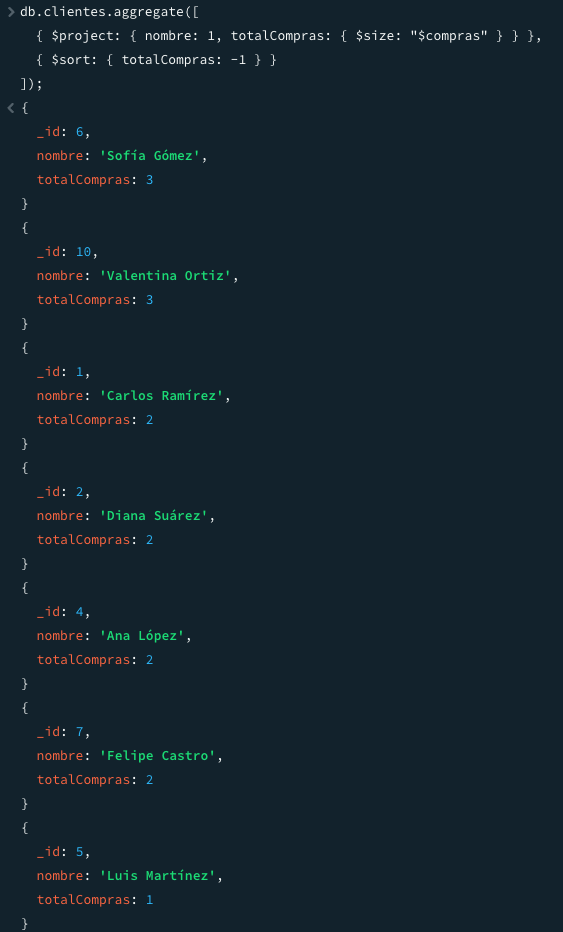 db.clientes.aggregate([
{ $project: { nombre: 1, totalCompras: { $size: "$compras" } } },
{ $sort: { totalCompras: -1 } }
]);
{
_id: 6,
nombre: 'Sofía Gómez',
totalCompras: 3
}
{
_id: 10,
nombre: 'Valentina Ortiz',
totalCompras: 3
}
{
_id: 1,
nombre: 'Carlos Ramírez',
totalCompras: 2
}
{
_id: 2,
nombre: 'Diana Suárez',
totalCompras: 2
}
{
_id: 4,
nombre: 'Ana López',
totalCompras: 2
}
{
_id: 7,
nombre: 'Felipe Castro',
totalCompras: 2
}
{
_id: 5,
nombre: 'Luis Martínez',
totalCompras: 1
}